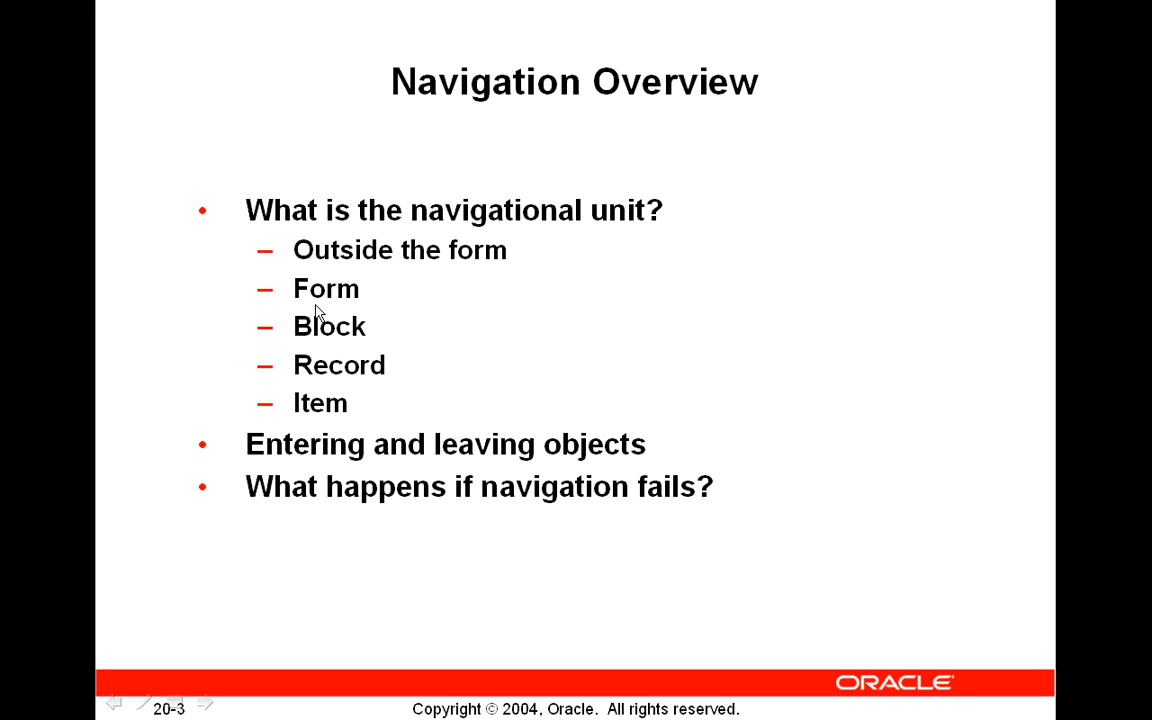 Navigation Overview
• What is the navigational unit?
– Outside the form
– Form
– Block
– Record
– Item
• Entering and leaving objects
• What happens if navigation fails?
ORACLE
20-3 Copyright © 2004, Oracle. All rights reserved.